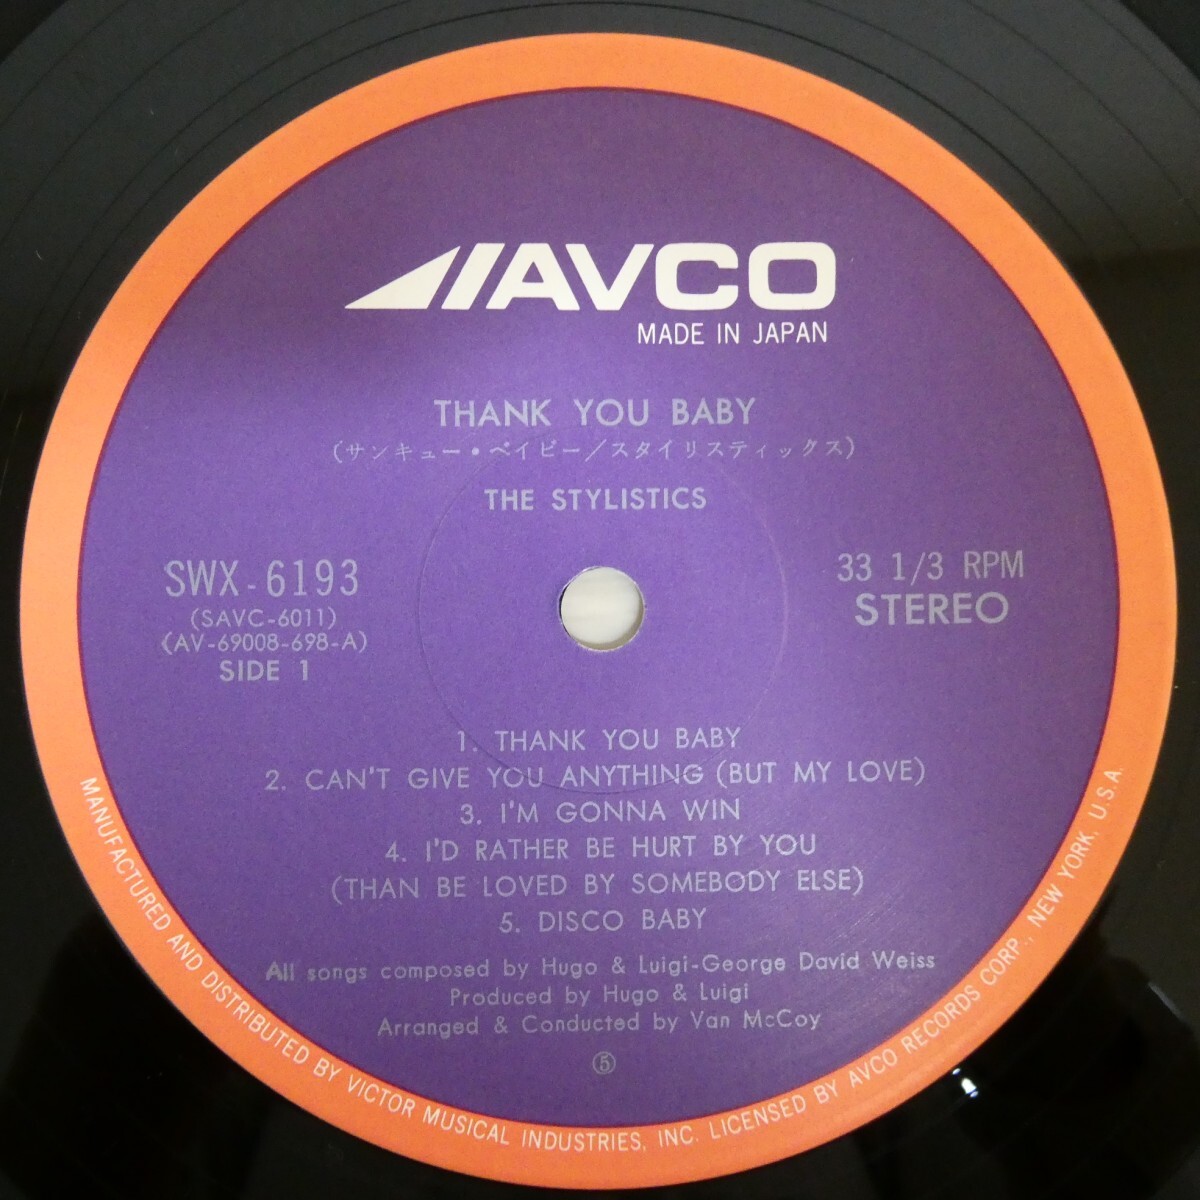 AVCO
MADE IN JAPAN
THANK YOU BABY
(サンキュー・ベイビー/スタイリスティックス)
THE STYLISTICS
SWX-6193
(SAVC-6011)
(AV-69008-698-A)
SIDE 1
33 1/3 RPM
STEREO
1. THANK YOU BABY
2. CAN'T GIVE YOU ANYTHING (BUT MY LOVE)
3. I'M GONNA WIN
4. I'D RATHER BE HURT BY YOU
(THAN BE LOVED BY SOMEBODY ELSE)
5. DISCO BABY
All songs composed by Hugo & Luigi-George David Weiss
Produced by Hugo & Luigi
Arranged & Conducted by Van McCoy
⑤
MANUFACTURED AND DISTRIBUTED BY VICTOR MUSICAL INDUSTRIES, INC. LICENSED BY AVCO RECORDS CORP., NEW YORK, U.S.A.